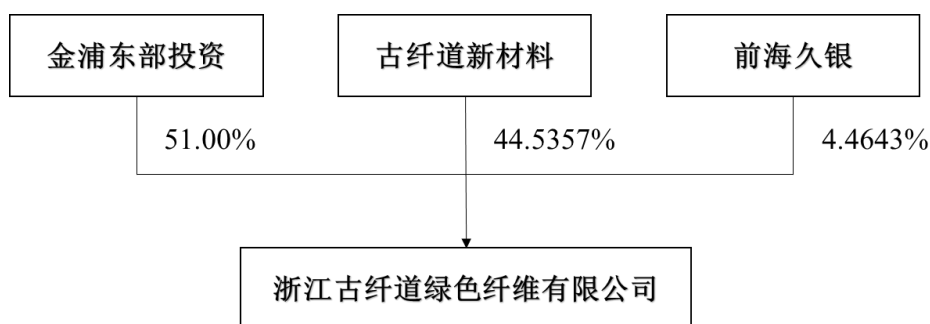 金浦东部投资
古纤道新材料
前海久银
51.00%
44.5357%
4.4643%
浙江古纤道绿色纤维有限公司